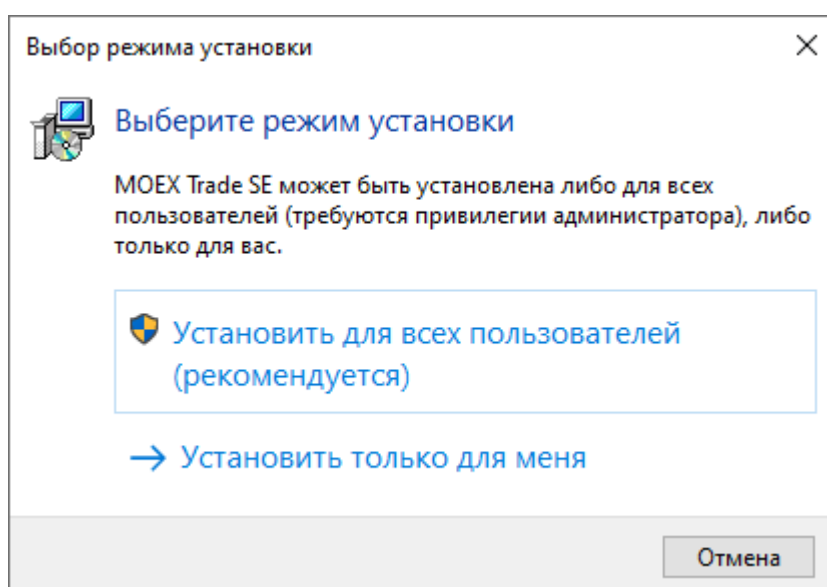 Выбор режима установки
Выберите режим установки
MOEX Trade SE может быть установлена либо для всех
пользователей (требуются привилегии администратора), либо
только для вас.
Установить для всех пользователей
(рекомендуется)
Установить только для меня
Отмена